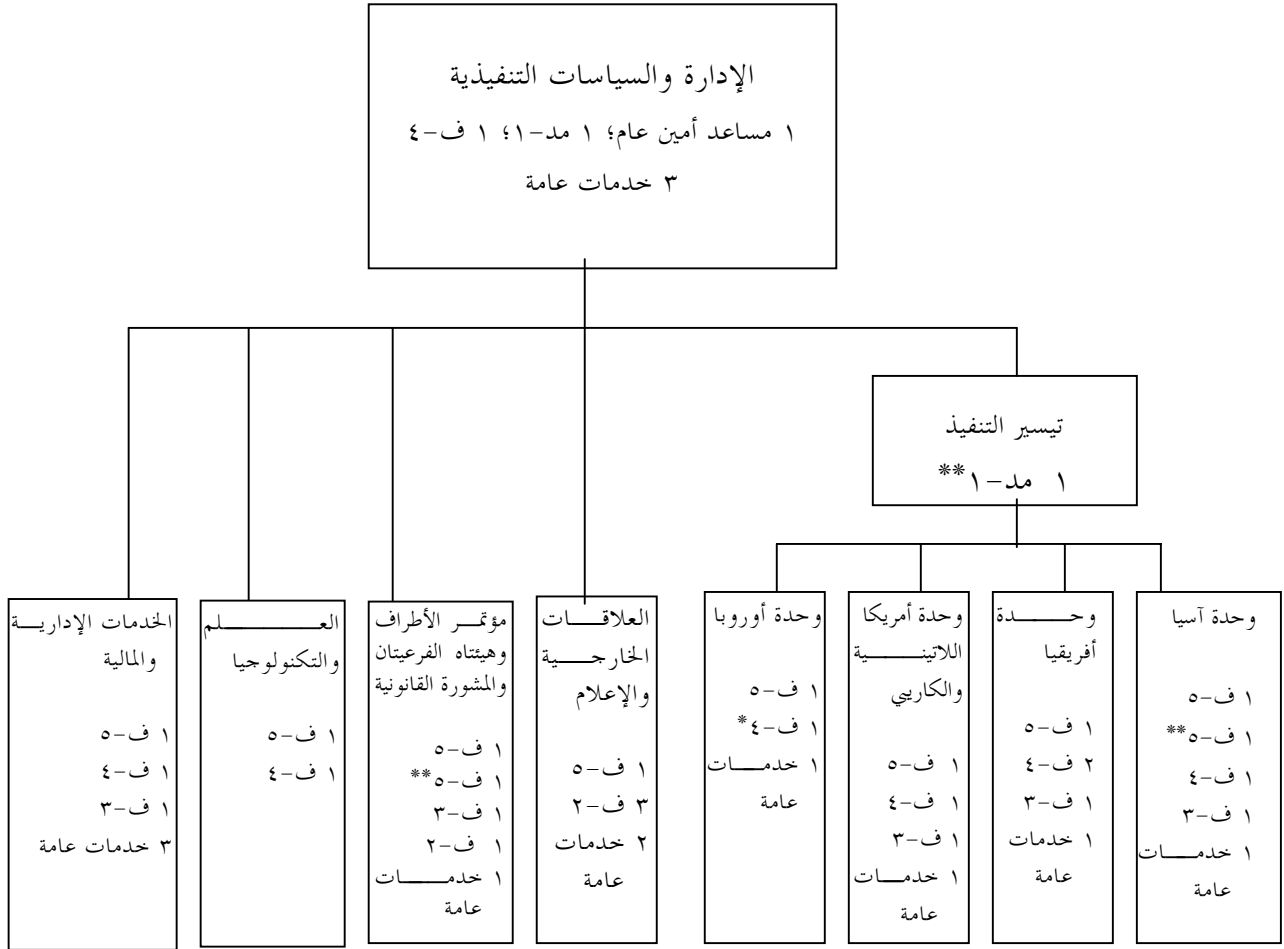 الإدارة والسياسات التنفيذية
١ مساعد أمين عام؛ ١ مد-١؛ ١ ف-٤
٣ خدمات عامة
تيسير التنفيذ
١ مد-١**
وحدة آسيا
١ ف-٥
١ ف-٥**
١ ف-٤
١ ف-٣
١ خدمات
عامة
وحدة
أفريقيا
١ ف-٥
٢ ف-٤
١ ف-٣
١ خدمات
عامة
وحدة أمريكا
اللاتينية
والكاريبي
١ ف-٥
١ ف-٤
١ ف-٣
١ خدمات
عامة
وحدة أوروبا
١ ف-٥
١ ف-٤*
١ خدمات
عامة
العلاقات
الخارجية
والإعلام
١ ف-٥
٣ ف-٢
٢ خدمات
عامة
مؤتمر الأطراف
وهيئتاه الفرعيتان
والمشورة القانونية
١ ف-٥
١ ف-٥**
١ ف-٣
١ ف-٢
١ خدمات
عامة
العلم
والتكنولوجيا
١ ف-٥
١ ف-٤
الخدمات الإدارية
والمالية
١ ف-٥
١ ف-٤
١ ف-٣
٣ خدمات عامة